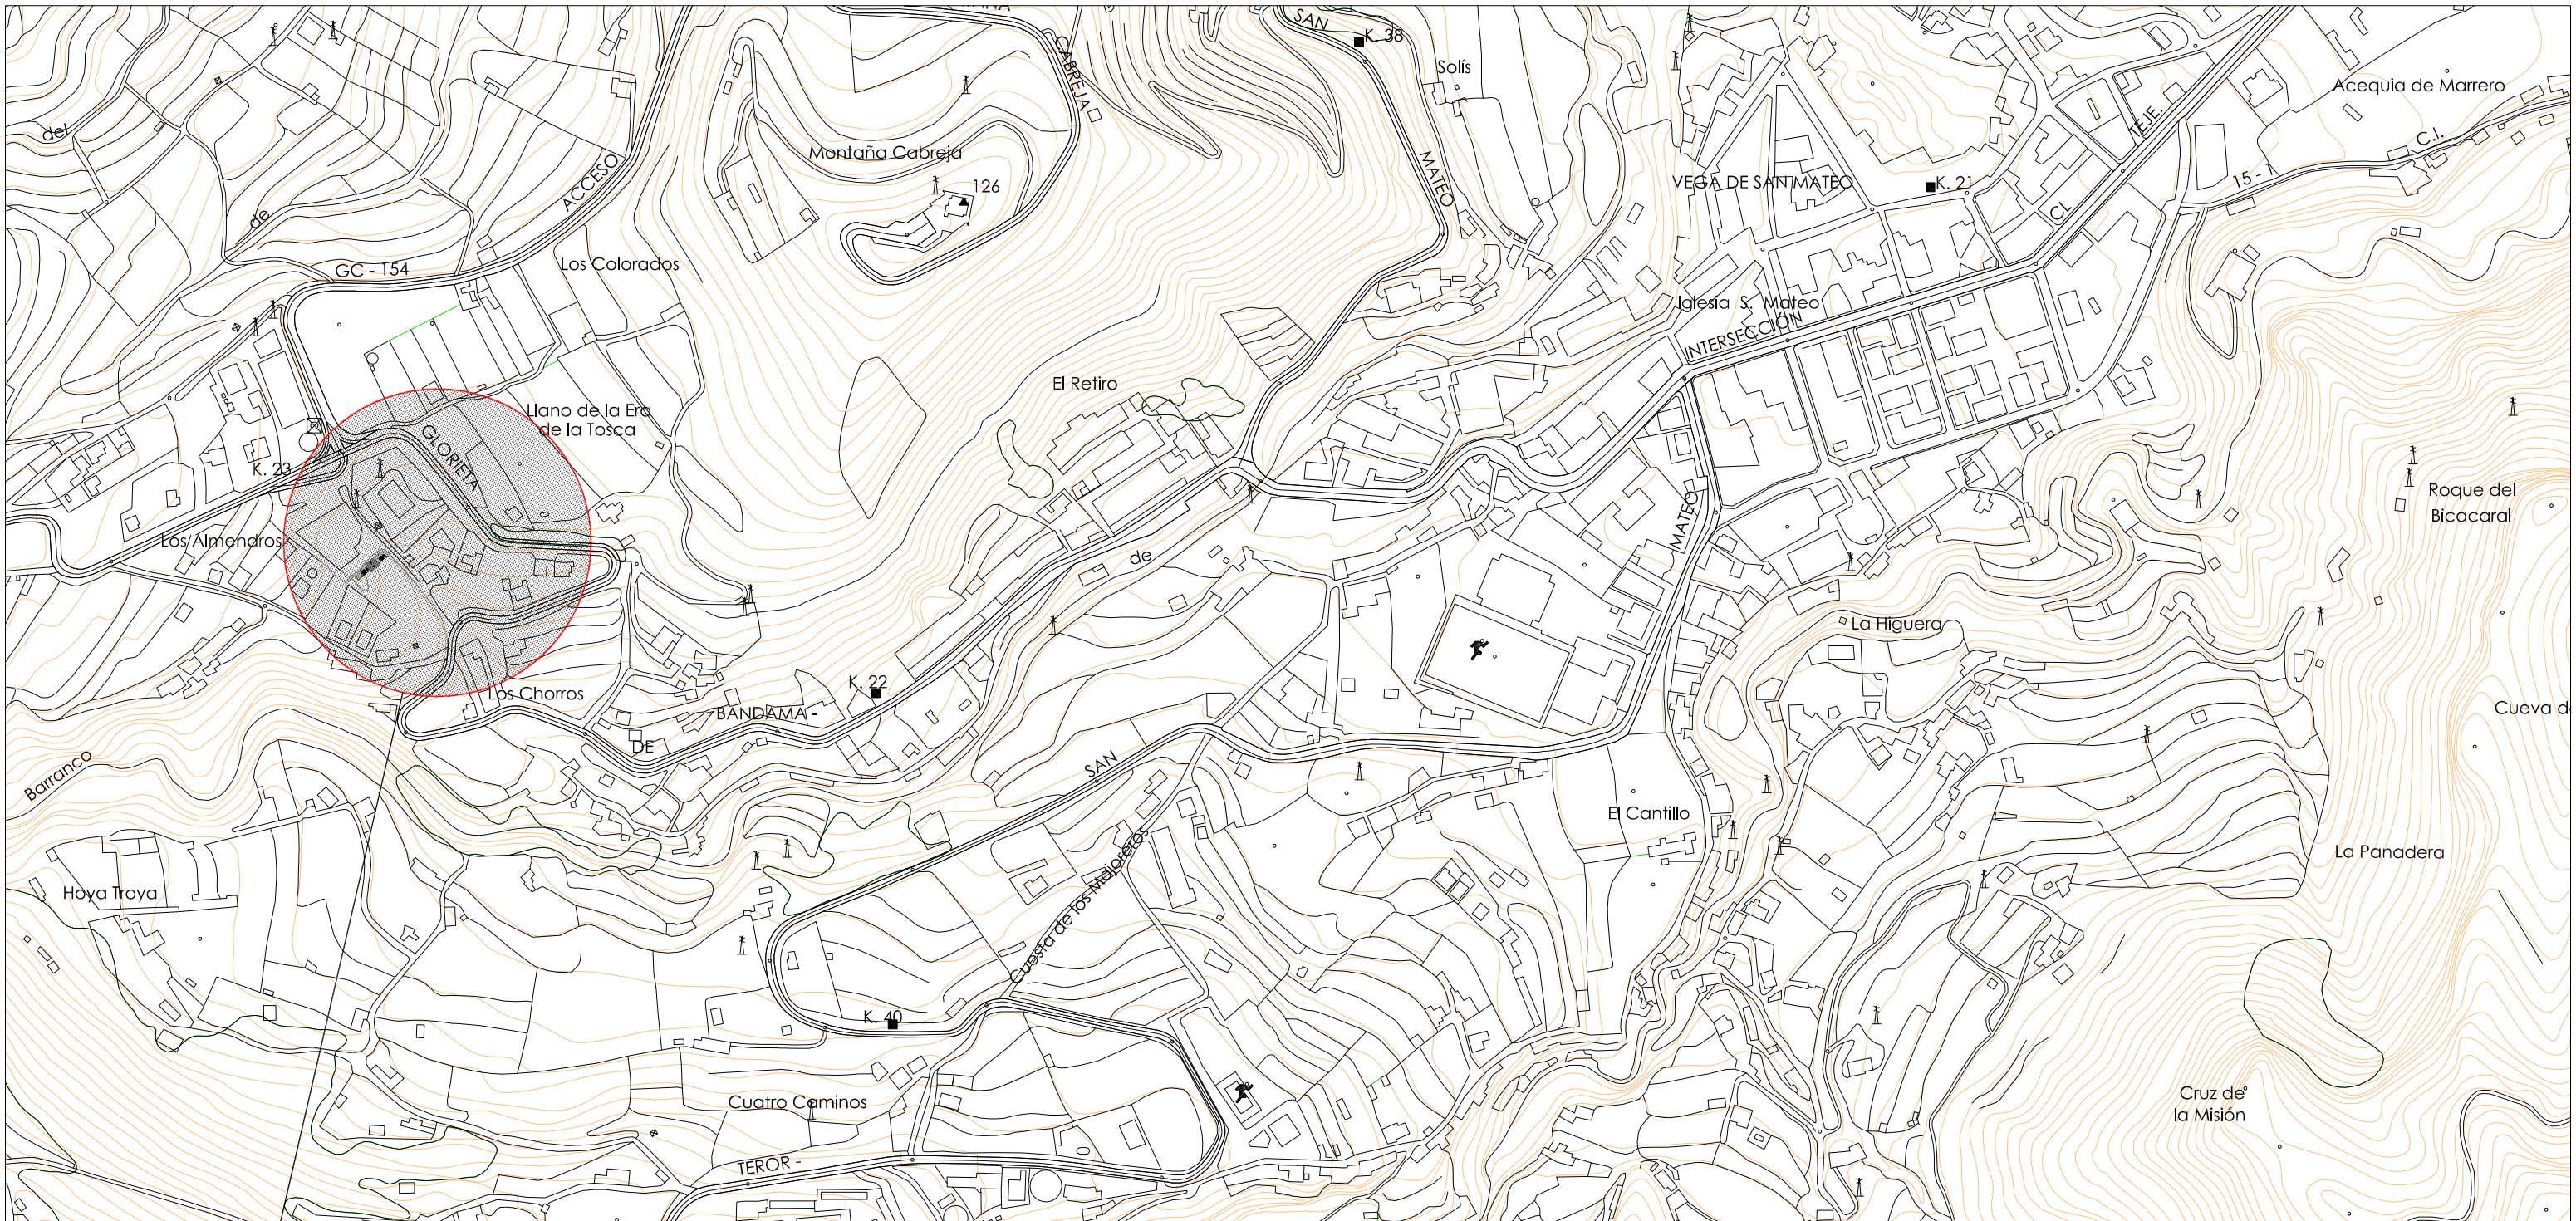 SAN
K. 38
CABREJA
Solís
Acequia de Marrero
del
TEJE.
C.I.
Montaña Cabreja
MATEO
126
ACCESO
VEGA DE SAN MATEO
K. 21
15 - 1
de
CL
GC - 154
Los Colorados
Iglesia S. Mateo
INTERSECCIÓN
El Retiro
Llano de la Era
de la Tosca
GLORIETA
K. 23
Roque del
Bicacaral
MATEO
Los Almendros
de
La Higuera
K. 22
Los Chorros
BANDAMA -
DE
Cueva d
SAN
Barranco
El Cantillo
La Panadera
Hoya Troya
Cuesta de los Majoreros
K. 40
Cuatro Caminos
Cruz de
la Misión
TEROR -